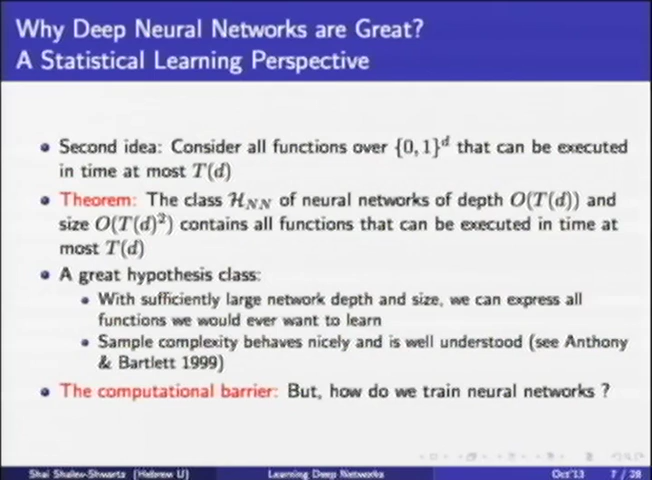 Why Deep Neural Networks are Great?
A Statistical Learning Perspective
Second idea: Consider all functions over {0, 1}^d that can be executed
in time at most T(d)
Theorem: The class H_NN of neural networks of depth O(T(d)) and
size O(T(d)^2) contains all functions that can be executed in time at
most T(d)
A great hypothesis class:
With sufficiently large network depth and size, we can express all
functions we would ever want to learn
Sample complexity behaves nicely and is well understood (see Anthony
& Bartlett 1999)
The computational barrier: But, how do we train neural networks ?
Shai Shalev-Shwartz (Hebrew U) Learning Deep Networks Oct'13 7 / 28